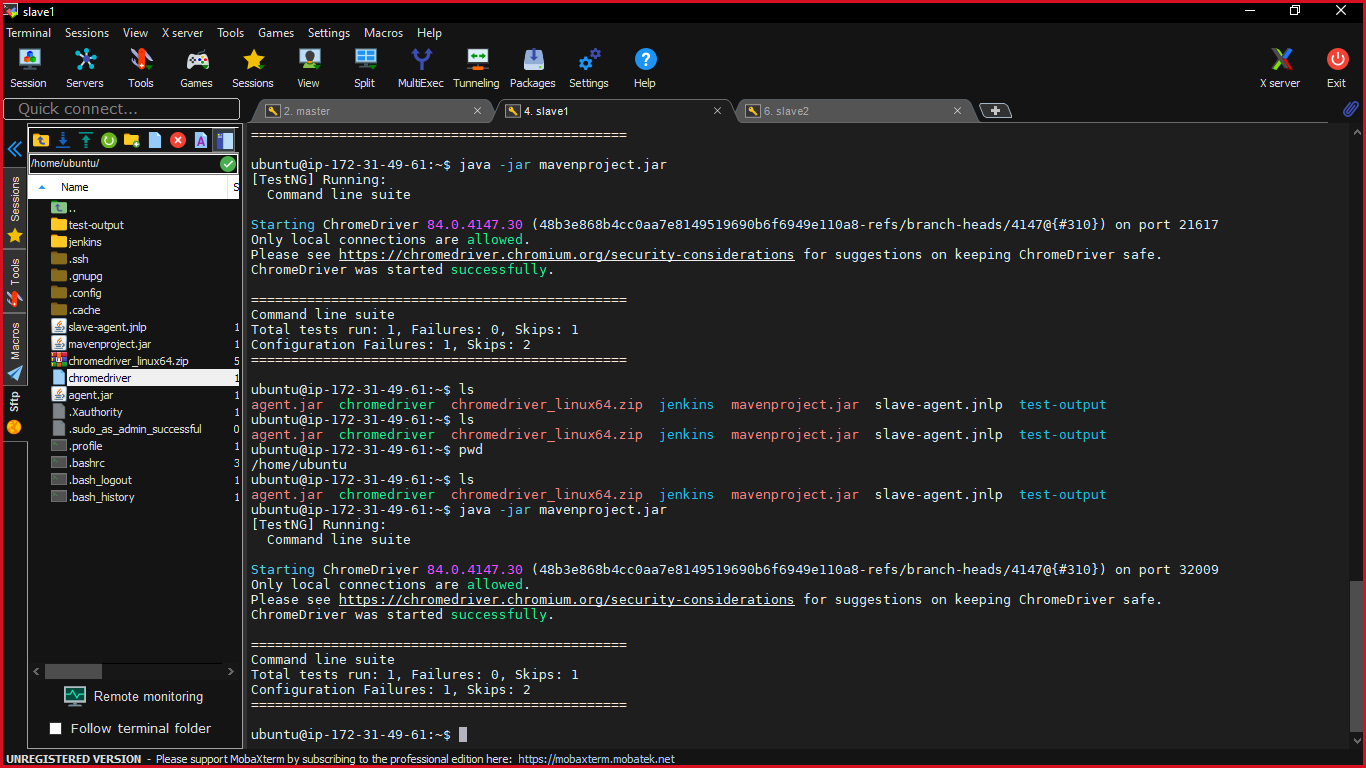 slave1
Terminal Sessions View X server Tools Games Settings Macros Help
Session Servers Tools Games Sessions View Split MultiExec Tunneling Packages Settings Help X server Exit
Quick connect...
2. master
4. slave1
6. slave2
/home/ubuntu/
Name S
..
test-output
jenkins
.ssh
.gnupg
.config
.cache
slave-agent.jnlp 1
mavenproject.jar 1
chromedriver_linux64.zip 5
chromedriver 1
agent.jar 1
.Xauthority 1
.sudo_as_admin_successful 0
.profile 1
.bashrc 3
.bash_logout 1
.bash_history 1
Sessions
Tools
Macros
Sftp
Remote monitoring
Follow terminal folder
===============================================
ubuntu@ip-172-31-49-61:~$ java -jar mavenproject.jar
[TestNG] Running:
Command line suite
Starting ChromeDriver 84.0.4147.30 (48b3e868b4cc0aa7e8149519690b6f6949e110a8-refs/branch-heads/4147@{#310}) on port 21617
Only local connections are allowed.
Please see https://chromedriver.chromium.org/security-considerations for suggestions on keeping ChromeDriver safe.
ChromeDriver was started successfully.
===============================================
Command line suite
Total tests run: 1, Failures: 0, Skips: 1
Configuration Failures: 1, Skips: 2
===============================================
ubuntu@ip-172-31-49-61:~$ ls
agent.jar chromedriver chromedriver_linux64.zip jenkins mavenproject.jar slave-agent.jnlp test-output
ubuntu@ip-172-31-49-61:~$ ls
agent.jar chromedriver chromedriver_linux64.zip jenkins mavenproject.jar slave-agent.jnlp test-output
ubuntu@ip-172-31-49-61:~$ pwd
/home/ubuntu
ubuntu@ip-172-31-49-61:~$ ls
agent.jar chromedriver chromedriver_linux64.zip jenkins mavenproject.jar slave-agent.jnlp test-output
ubuntu@ip-172-31-49-61:~$ java -jar mavenproject.jar
[TestNG] Running:
Command line suite
Starting ChromeDriver 84.0.4147.30 (48b3e868b4cc0aa7e8149519690b6f6949e110a8-refs/branch-heads/4147@{#310}) on port 32009
Only local connections are allowed.
Please see https://chromedriver.chromium.org/security-considerations for suggestions on keeping ChromeDriver safe.
ChromeDriver was started successfully.
===============================================
Command line suite
Total tests run: 1, Failures: 0, Skips: 1
Configuration Failures: 1, Skips: 2
===============================================
ubuntu@ip-172-31-49-61:~$
UNREGISTERED VERSION - Please support MobaXterm by subscribing to the professional edition here: https://mobaxterm.mobatek.net